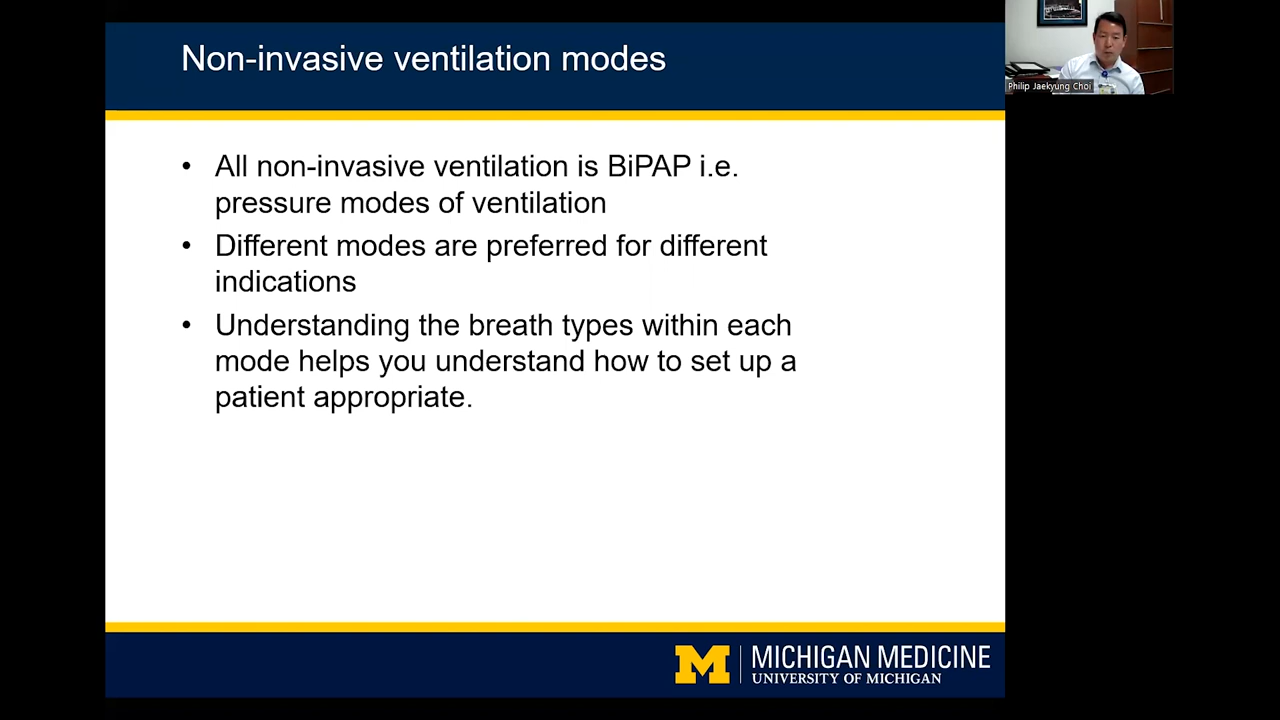 Non-invasive ventilation modes
Philip Jaekyung Choi
• All non-invasive ventilation is BiPAP i.e.
pressure modes of ventilation
• Different modes are preferred for different
indications
• Understanding the breath types within each
mode helps you understand how to set up a
patient appropriate.
M
MICHIGAN MEDICINE
UNIVERSITY OF MICHIGAN